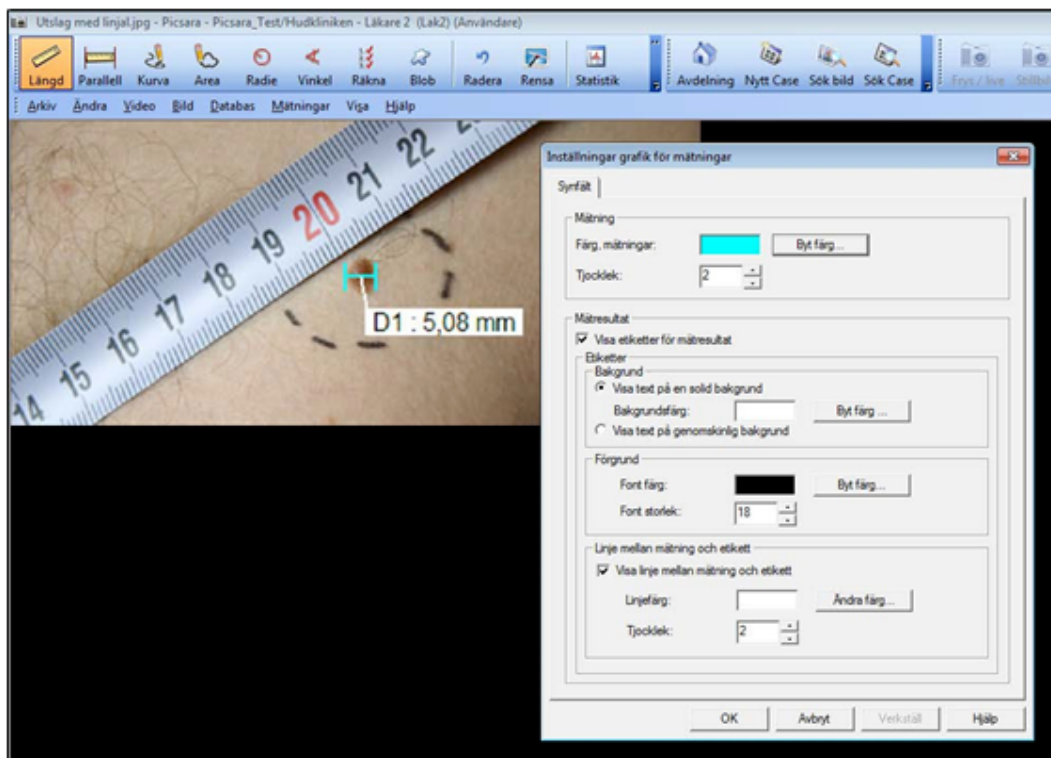 Utslag med linjal.jpg - Picsara - Picsara_Test/Hudkliniken - Läkare 2 (Lak2) (Användare)
Längd Parallell Kurva Area Radie Vinkel Räkna Blob Radera Rensa Statistik Avdelning Nytt Case Sök bild Sök Case Frys / live
Arkiv Ändra Video Bild Databas Mätningar Visa Hjälp
14 15 16 17 18 19 20 21 22
D1 : 5,08 mm
Inställningar grafik för mätningar
Synfält
Mätning
Färg, mätningar: Byt färg...
Tjocklek: 2
Mätresultat
Visa etiketter för mätresultat
Etiketter
Bakgrund
Visa text på en solid bakgrund
Bakgrundsfärg: Byt färg ...
Visa text på genomskinlig bakgrund
Förgrund
Font färg: Byt färg...
Font storlek: 18
Linje mellan mätning och etikett
Visa linje mellan mätning och etikett
Linjefärg: Ändra färg...
Tjocklek: 2
OK Avbryt Verkställ Hjälp